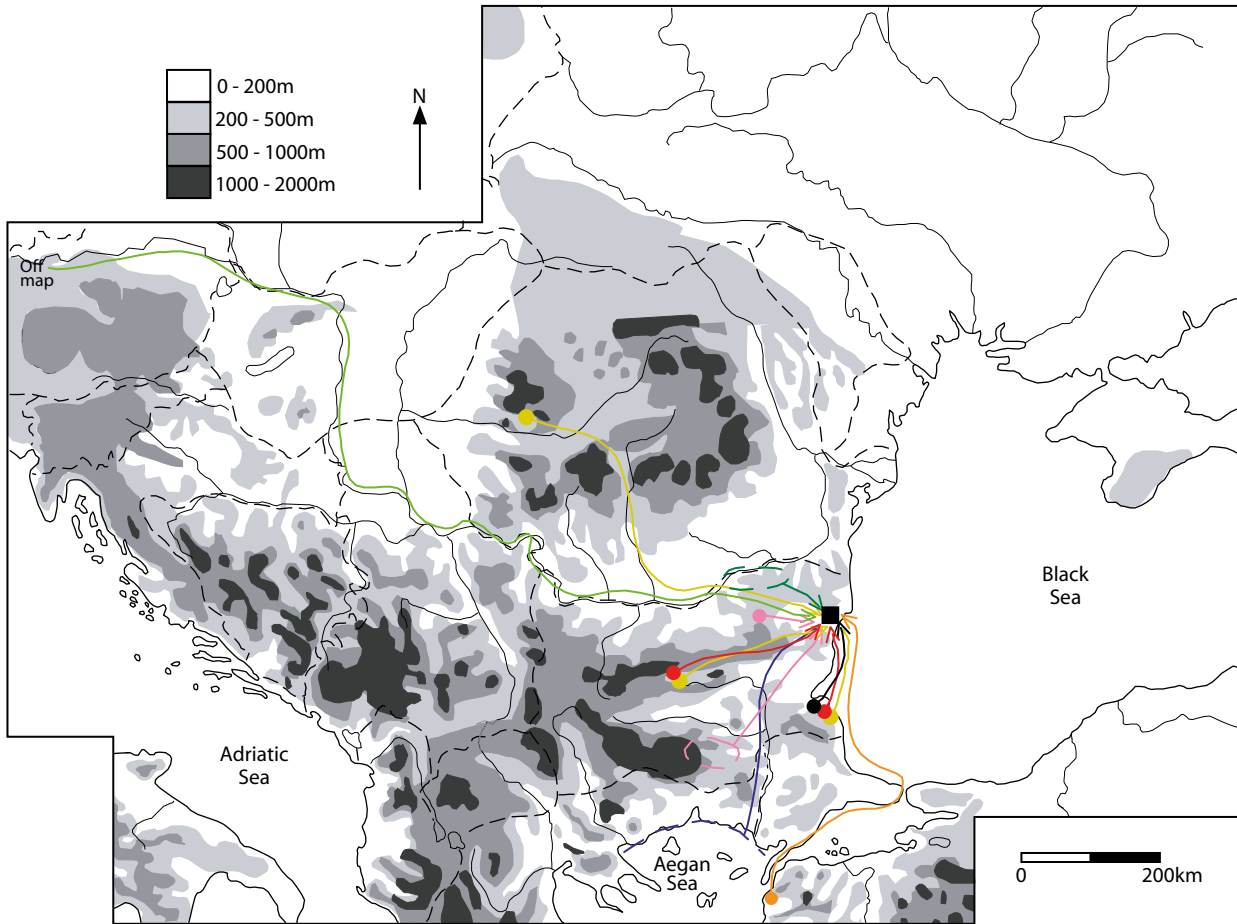 0 - 200m
200 - 500m
500 - 1000m
1000 - 2000m
N
Off
map
Black
Sea
Adriatic
Sea
Aegan
Sea
0
200km